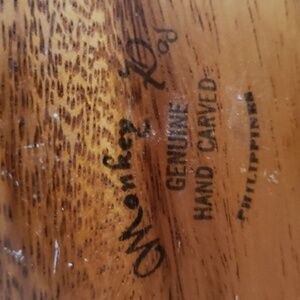 Monkey Pod
GENUINE
HAND CARVED
PHILIPPINES